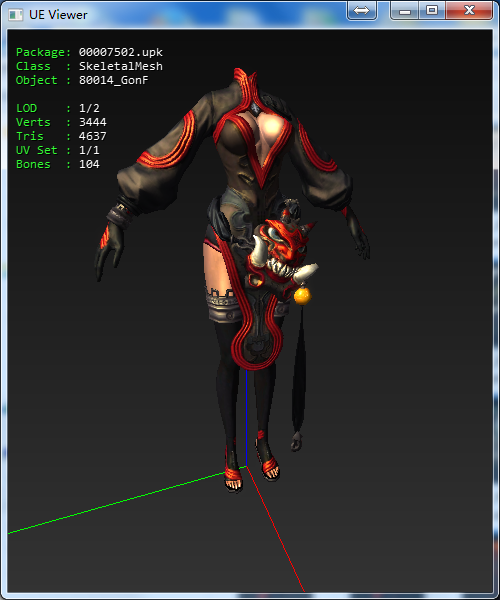 UE Viewer
Package: 00007502.upk
Class : SkeletalMesh
Object : 80014_GonF
LOD : 1/2
Verts : 3444
Tris : 4637
UV Set : 1/1
Bones : 104